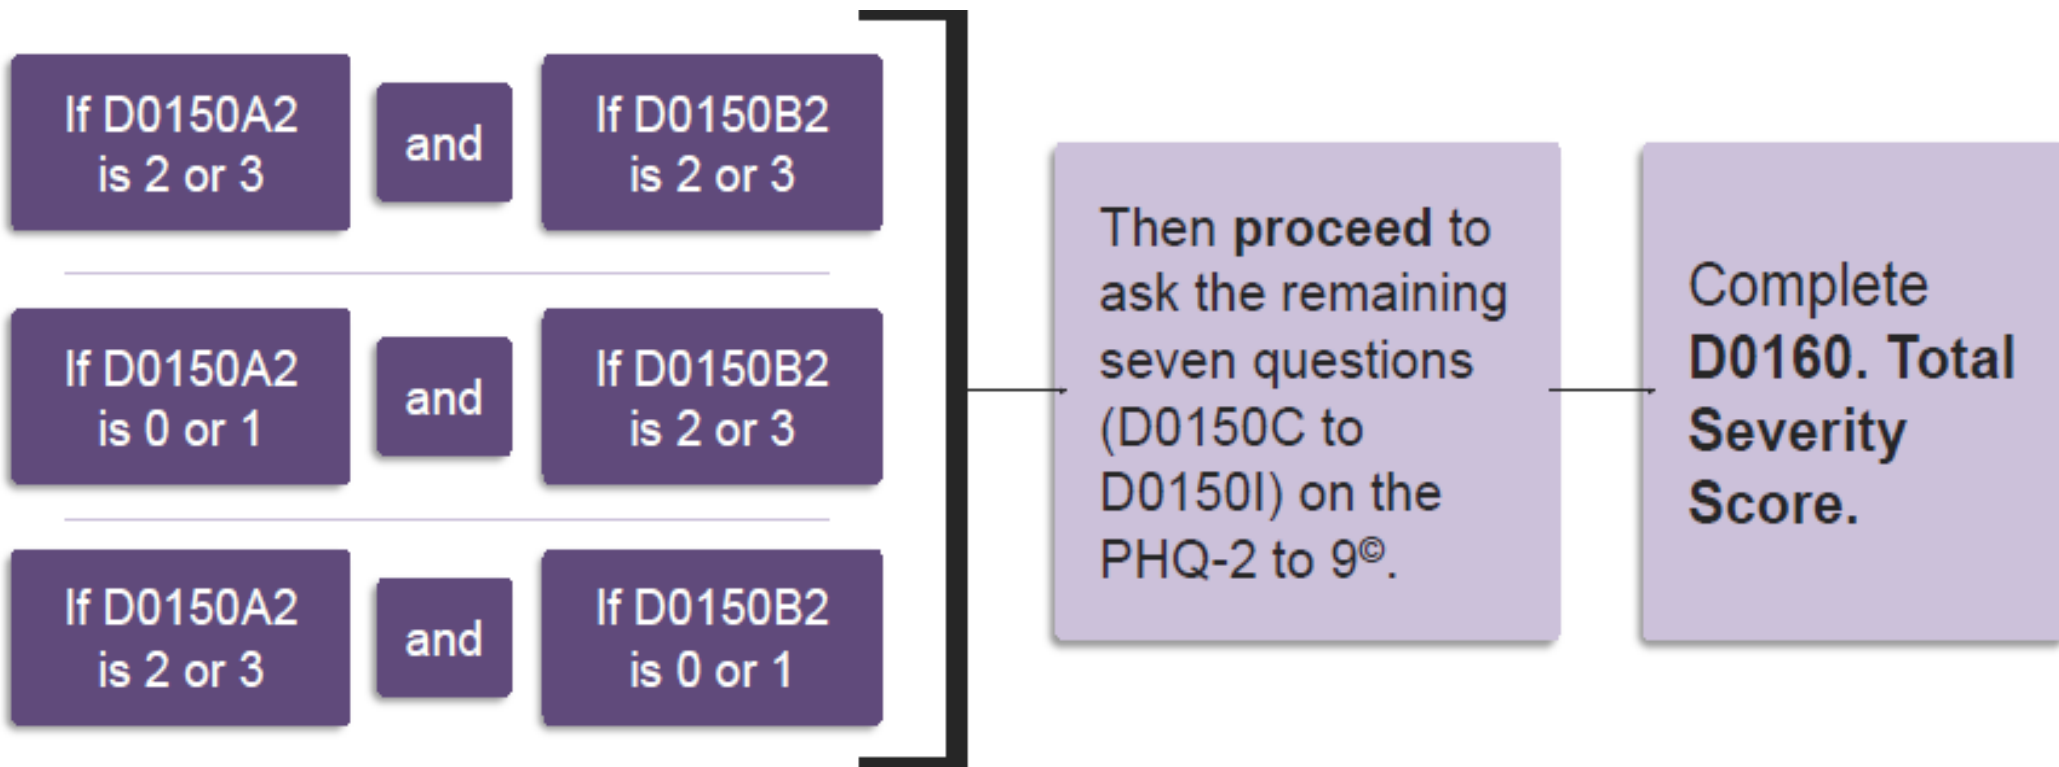 If D0150A2
is 2 or 3
and
If D0150B2
is 2 or 3
If D0150A2
is 0 or 1
and
If D0150B2
is 2 or 3
If D0150A2
is 2 or 3
and
If D0150B2
is 0 or 1
Then proceed to
ask the remaining
seven questions
(D0150C to
D0150I) on the
PHQ-2 to 9©.
Complete
D0160. Total
Severity
Score.